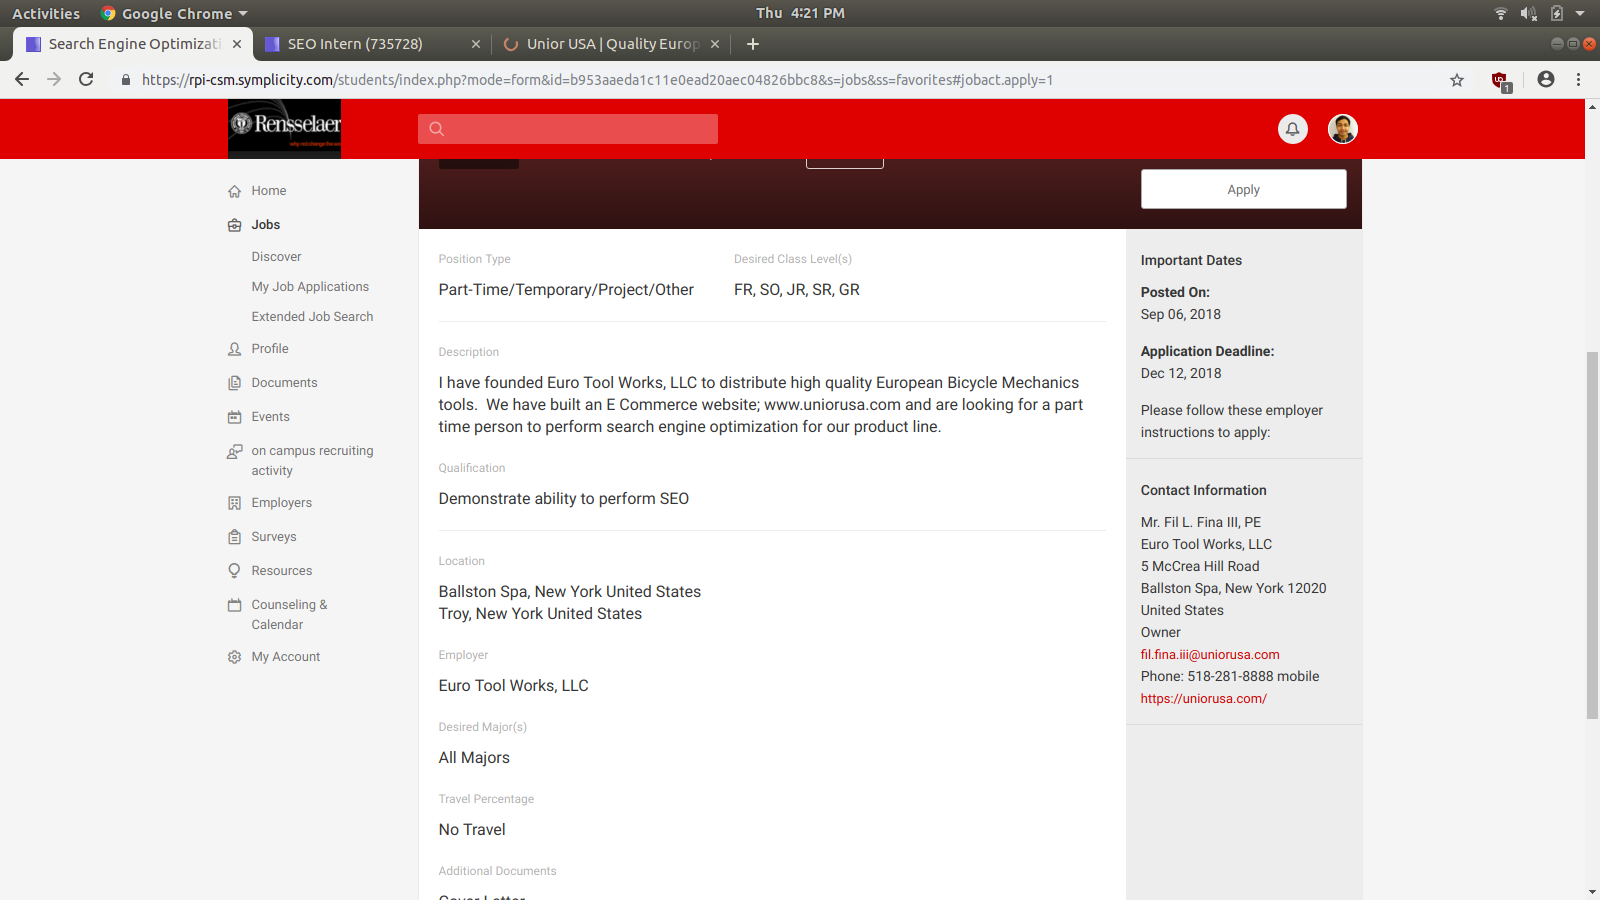 Activities
Google Chrome
Thu 4:21 PM
Search Engine Optimizati
SEO Intern (735728)
Unior USA | Quality Europ
https://rpi-csm.symplicity.com/students/index.php?mode=form&id=b953aaeda1c11e0ead20aec04826bbc8&s=jobs&ss=favorites#jobact.apply=1
1
Rensselaer
why not change the wo
Home
Jobs
Discover
My Job Applications
Extended Job Search
Profile
Documents
Events
on campus recruiting
activity
Employers
Surveys
Resources
Counseling &
Calendar
My Account
Apply
Position Type
Part-Time/Temporary/Project/Other
Desired Class Level(s)
FR, SO, JR, SR, GR
Description
I have founded Euro Tool Works, LLC to distribute high quality European Bicycle Mechanics
tools.  We have built an E Commerce website; www.uniorusa.com and are looking for a part
time person to perform search engine optimization for our product line.
Qualification
Demonstrate ability to perform SEO
Location
Ballston Spa, New York United States
Troy, New York United States
Employer
Euro Tool Works, LLC
Desired Major(s)
All Majors
Travel Percentage
No Travel
Additional Documents
Cover Letter
Important Dates
Posted On:
Sep 06, 2018
Application Deadline:
Dec 12, 2018
Please follow these employer
instructions to apply:
Contact Information
Mr. Fil L. Fina III, PE
Euro Tool Works, LLC
5 McCrea Hill Road
Ballston Spa, New York 12020
United States
Owner
fil.fina.iii@uniorusa.com
Phone: 518-281-8888 mobile
https://uniorusa.com/